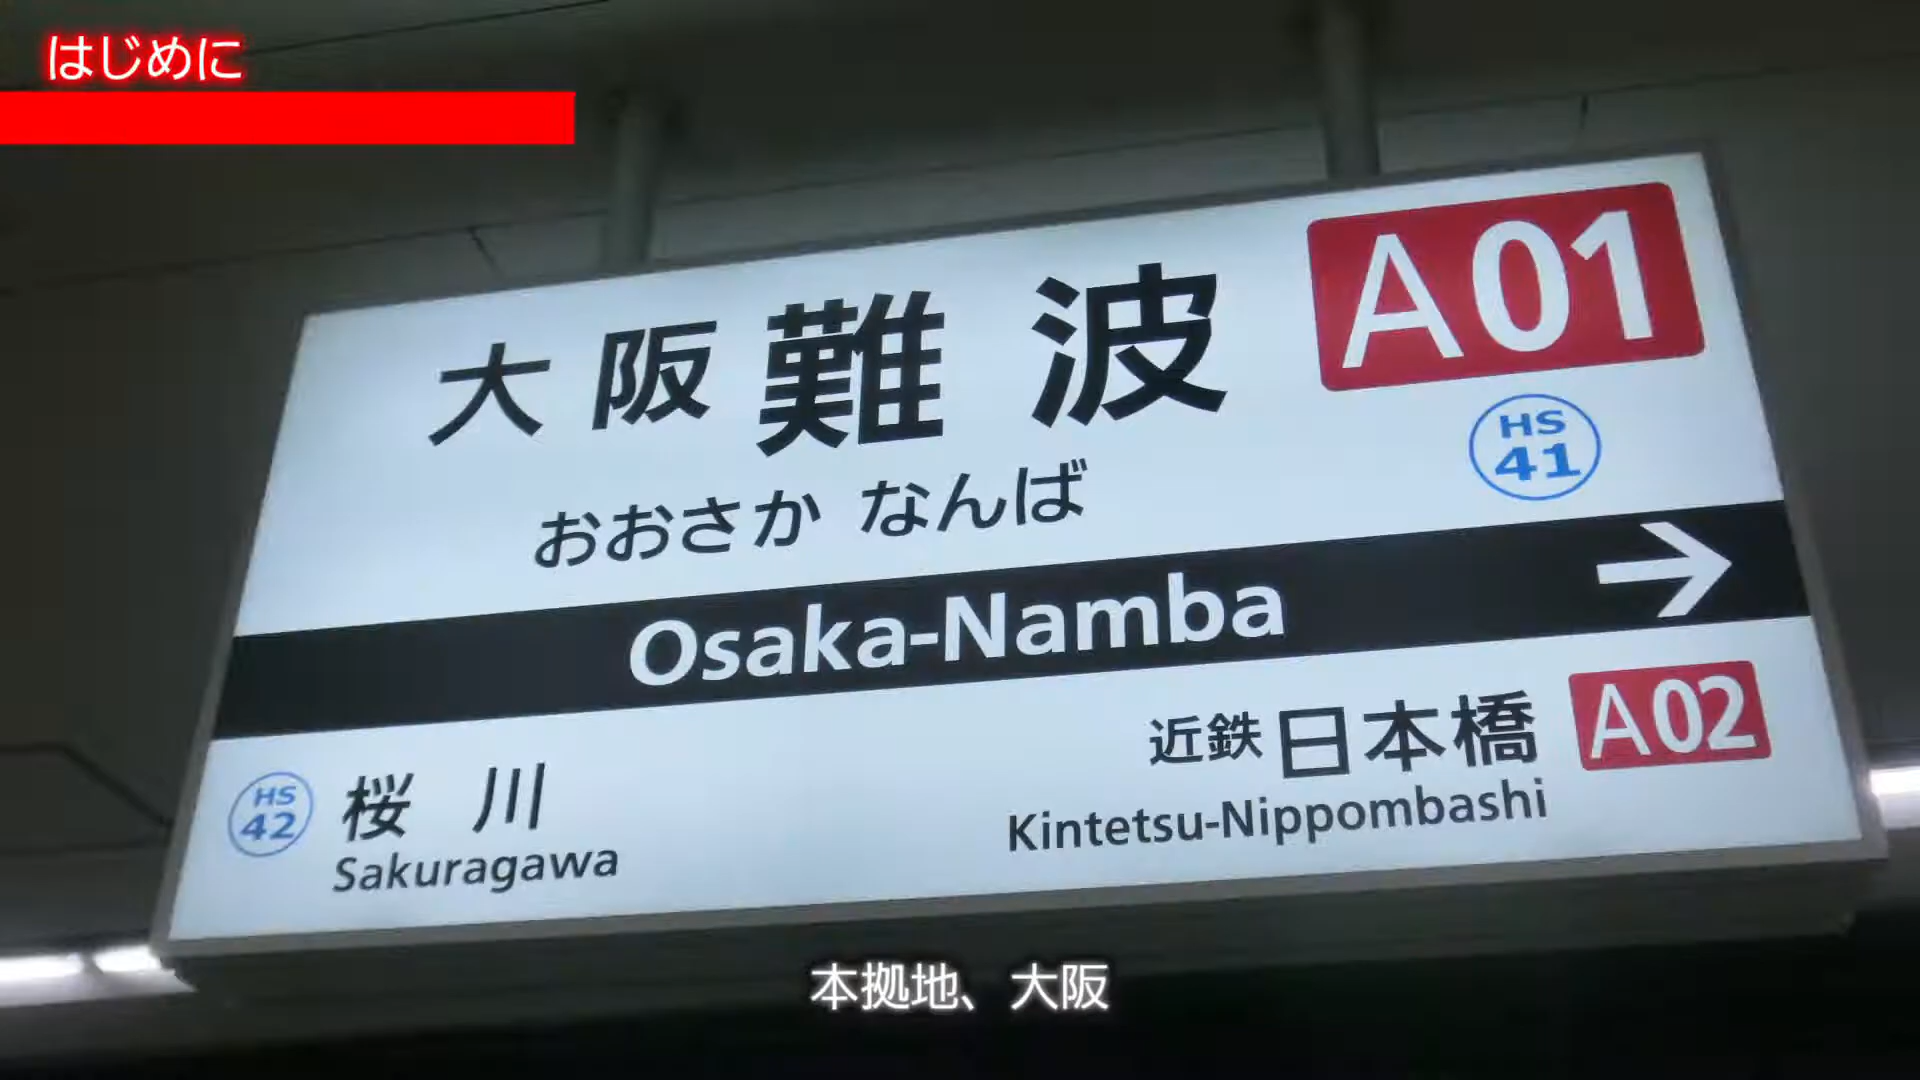 はじめに
大阪難波
A01
HS
41
おおさか なんば
Osaka-Namba
HS
42
桜川
Sakuragawa
近鉄日本橋
A02
Kintetsu-Nippombashi
本拠地、大阪